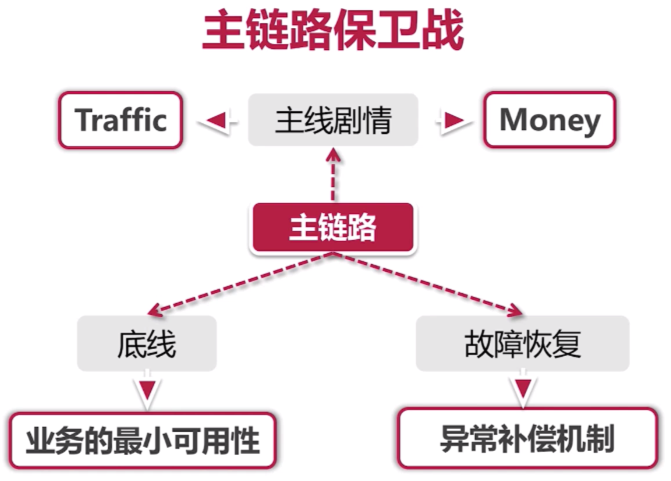 主链路保卫战
Traffic
主线剧情
Money
主链路
底线
故障恢复
业务的最小可用性
异常补偿机制